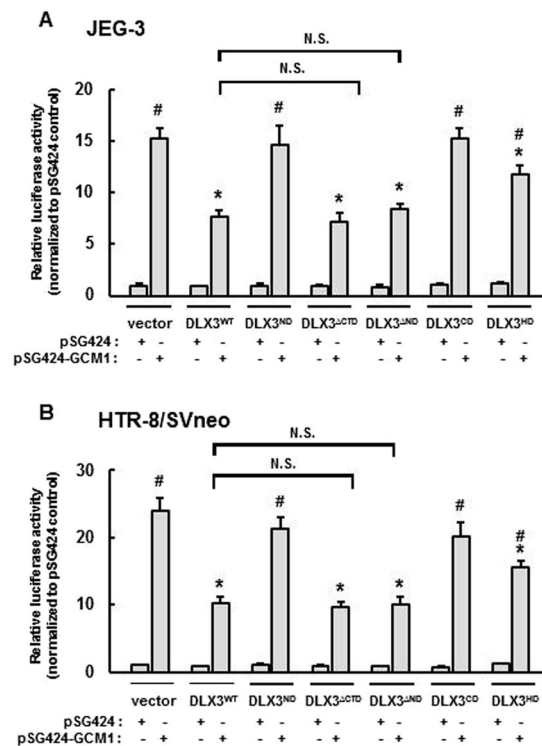 A JEG-3
N.S.
N.S.
Relative luciferase activity
(normalized to pSG424 control)
20
15
10
5
0
# * # * * # # *
vector DLX3WT DLX3ND DLX3ΔCTD DLX3ΔND DLX3CD DLX3HD
pSG424 : + - + - + - + - + - + - + -
pSG424-GCM1 : - + - + - + - + - + - + - +
B HTR-8/SVneo
N.S.
N.S.
Relative luciferase activity
(normalized to pSG424 control)
30
20
10
0
# * # * * # # *
vector DLX3WT DLX3ND DLX3ΔCTD DLX3ΔND DLX3CD DLX3HD
pSG424 : + - + - + - + - + - + - + -
pSG424-GCM1 : - + - + - + - + - + - + - +